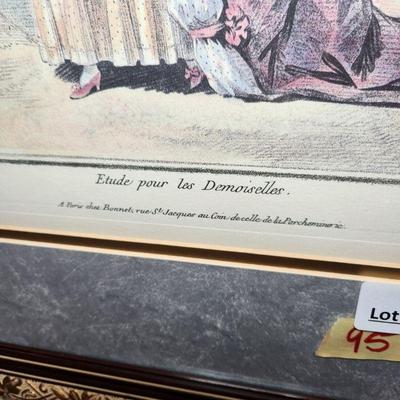 Etude pour les Demoiselles.
A Paris chez Bonnet, rue St. Jacques au Coin de celle de la Parcheminerie.
Lot
95